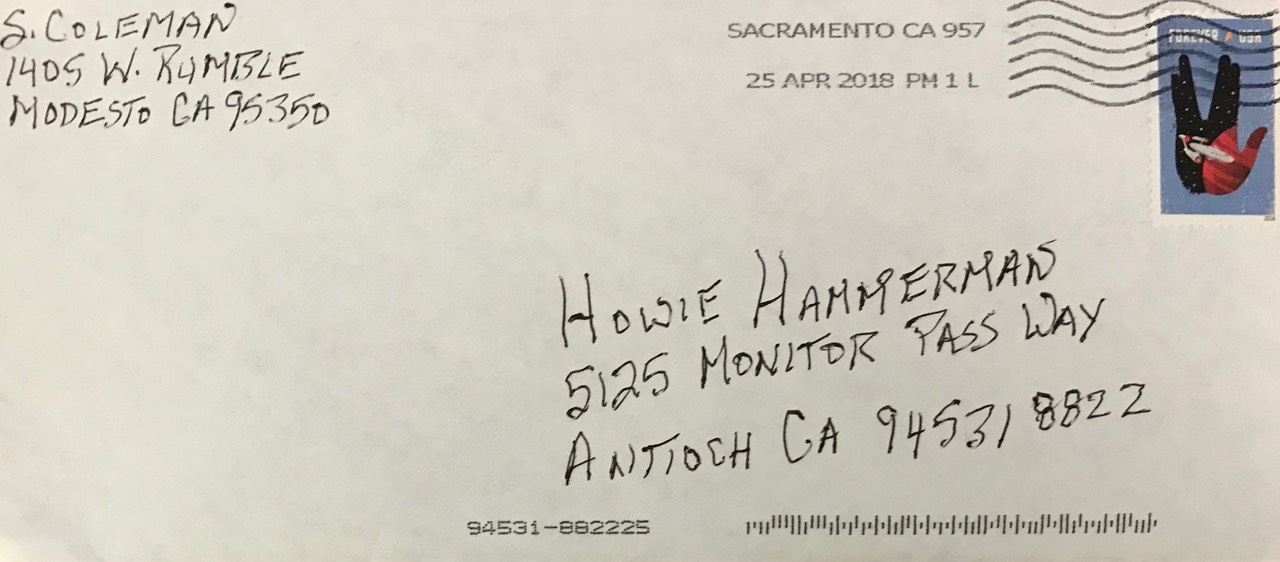 S. COLEMAN
1405 W. RUMBLE
MODESTO CA 95350
SACRAMENTO CA 957
25 APR 2018 PM 1 L
FOREVER USA
HOWIE HAMMERMAN
5125 MONITOR PASS WAY
ANTIOCH CA 94531 8822
94531-882225